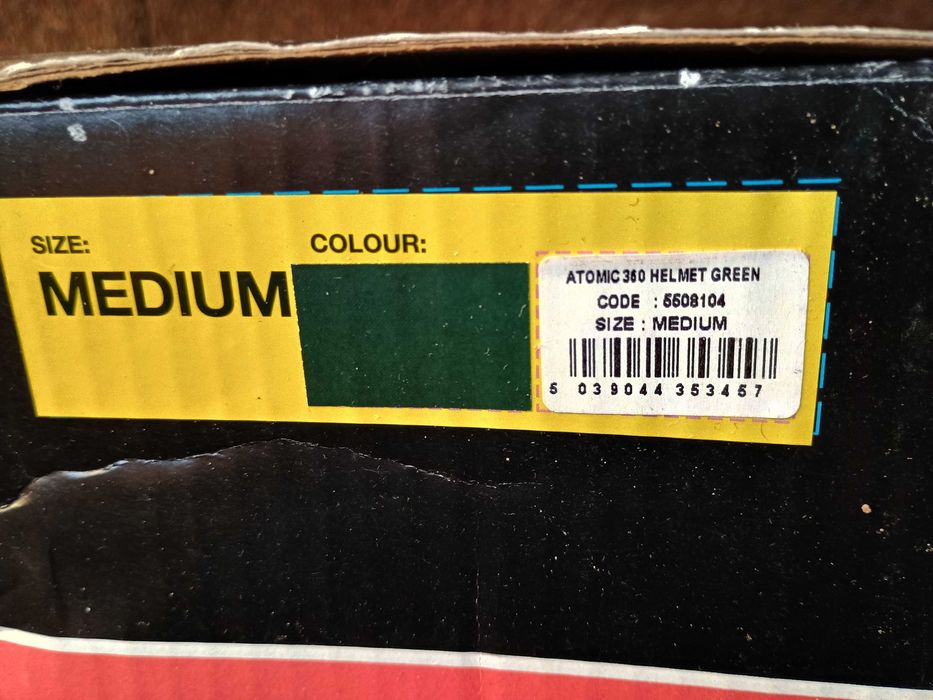 SIZE:
MEDIUM
COLOUR:
ATOMIC 360 HELMET GREEN
CODE : 5508104
SIZE : MEDIUM
5 039044 353457